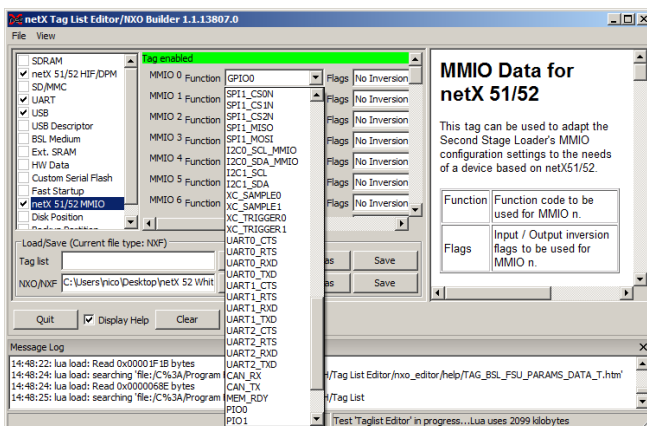 netX Tag List Editor/NXO Builder 1.1.13807.0
File View
SDRAM
netX 51/52 HIF/DPM
SD/MMC
UART
USB
USB Descriptor
BSL Medium
Ext. SRAM
HW Data
Custom Serial Flash
Fast Startup
netX 51/52 MMIO
Disk Position
Tag enabled
MMIO 0 Function GPIO0 Flags No Inversion
MMIO 1 Function Flags No Inversion
MMIO 2 Function Flags No Inversion
MMIO 3 Function Flags No Inversion
MMIO 4 Function Flags No Inversion
MMIO 5 Function Flags No Inversion
MMIO 6 Function Flags No Inversion
SPI1_CS0N
SPI1_CS1N
SPI1_CS2N
SPI1_MISO
SPI1_MOSI
I2C0_SCL_MMIO
I2C0_SDA_MMIO
I2C1_SCL
I2C1_SDA
XC_SAMPLE0
XC_SAMPLE1
XC_TRIGGER0
XC_TRIGGER1
UART0_CTS
UART0_RTS
UART0_RXD
UART0_TXD
UART1_CTS
UART1_RTS
UART1_RXD
UART1_TXD
UART2_CTS
UART2_RTS
UART2_RXD
UART2_TXD
CAN_RX
CAN_TX
MEM_RDY
PIO0
PIO1
MMIO Data for
netX 51/52
This tag can be used to adapt the
Second Stage Loader's MMIO
configuration settings to the needs
of a device based on netX51/52.
Function Function code to be
used for MMIO n.
Flags Input / Output inversion
flags to be used for
MMIO n.
Load/Save (Current file type: NXF)
Tag list as Save
NXO/NXF C:\Users\nico\Desktop\netX 52 Whit as Save
Quit Display Help Clear
Message Log
14:48:22: lua load: Read 0x00001F1B bytes
14:48:24: lua load: searching 'file:/C%3A/Program H/Tag List Editor/nxo_editor/help/TAG_BSL_FSU_PARAMS_DATA_T.htm'
14:48:24: lua load: Read 0x0000068E bytes
14:48:25: lua load: searching 'file:/C%3A/Program H/Tag List
Test 'Taglist Editor' in progress...Lua uses 2099 kilobytes